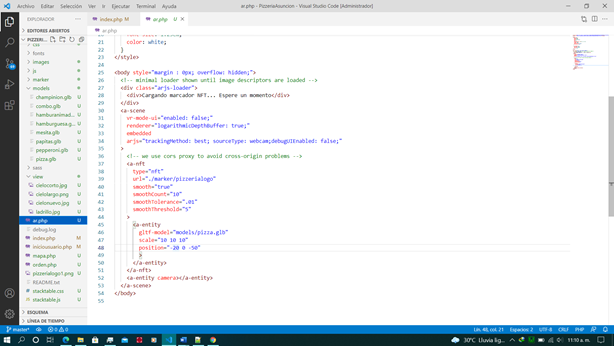 Archivo Editar Selección Ver Ir Ejecutar Terminal Ayuda
ar.php - PizzeriaAsuncion - Visual Studio Code [Administrador]
EXPLORADOR
EDITORES ABIERTOS
PIZZERI...
css
fonts
images
js
marker
models
championin.glb U
combo.glb U
hamburanimad...
hamburguesa.g... U
mesita.glb U
papitas.glb U
pepperoni.glb U
pizza.glb U
sass
view
cielocorto.jpg U
cielolargo.png U
cielonuevo.jpg U
ladrillo.jpg U
ar.php U
debug.log
index.php M
iniciousuario.php M
mapa.php U
orden.php U
pizzerialogo1.png U
README.txt
stacktable.css U
stacktable.js U
ESQUEMA
LÍNEA DE TIEMPO
index.php M
ar.php U
ar.php
21 color: white;
22 }
23 </style>
24
25 <body style="margin : 0px; overflow: hidden;">
26 <!-- minimal loader shown until image descriptors are loaded -->
27 <div class="arjs-loader">
28 <div>Cargando marcador NFT... Espere un momento</div>
29 </div>
30 <a-scene
31 vr-mode-ui="enabled: false;"
32 renderer="logarithmicDepthBuffer: true;"
33 embedded
34 arjs="trackingMethod: best; sourceType: webcam;debugUIEnabled: false;"
35 >
36 <!-- we use cors proxy to avoid cross-origin problems -->
37 <a-nft
38 type="nft"
39 url="./marker/pizzerialogo"
40 smooth="true"
41 smoothCount="10"
42 smoothTolerance=".01"
43 smoothThreshold="5"
44 >
45 <a-entity
46 gltf-model="models/pizza.glb"
47 scale="10 10 10"
48 position="-20 0 -50"
49 >
50 </a-entity>
51 </a-nft>
52 <a-entity camera></a-entity>
53 </a-scene>
54 </body>
55
master* 0 0
Lín. 48, col. 21 Espacios: 2 UTF-8 CRLF PHP
30°C Lluvia lig... 11:10 a. m.